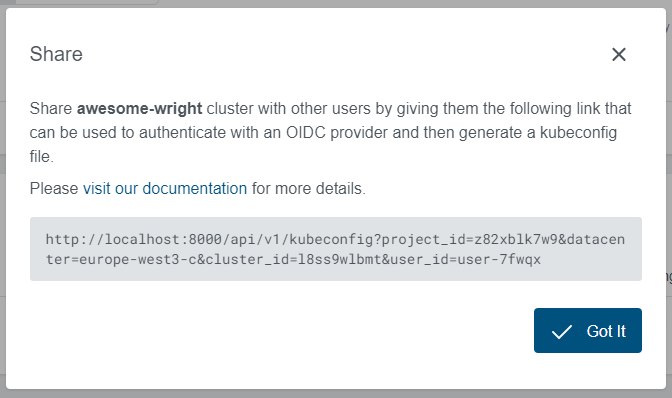 Share
Share awesome-wright cluster with other users by giving them the following link that
can be used to authenticate with an OIDC provider and then generate a kubeconfig
file.
Please visit our documentation for more details.
http://localhost:8000/api/v1/kubeconfig?project_id=z82xblk7w9&datacen
ter=europe-west3-c&cluster_id=l8ss9wlbmt&user_id=user-7fwqx
Got It